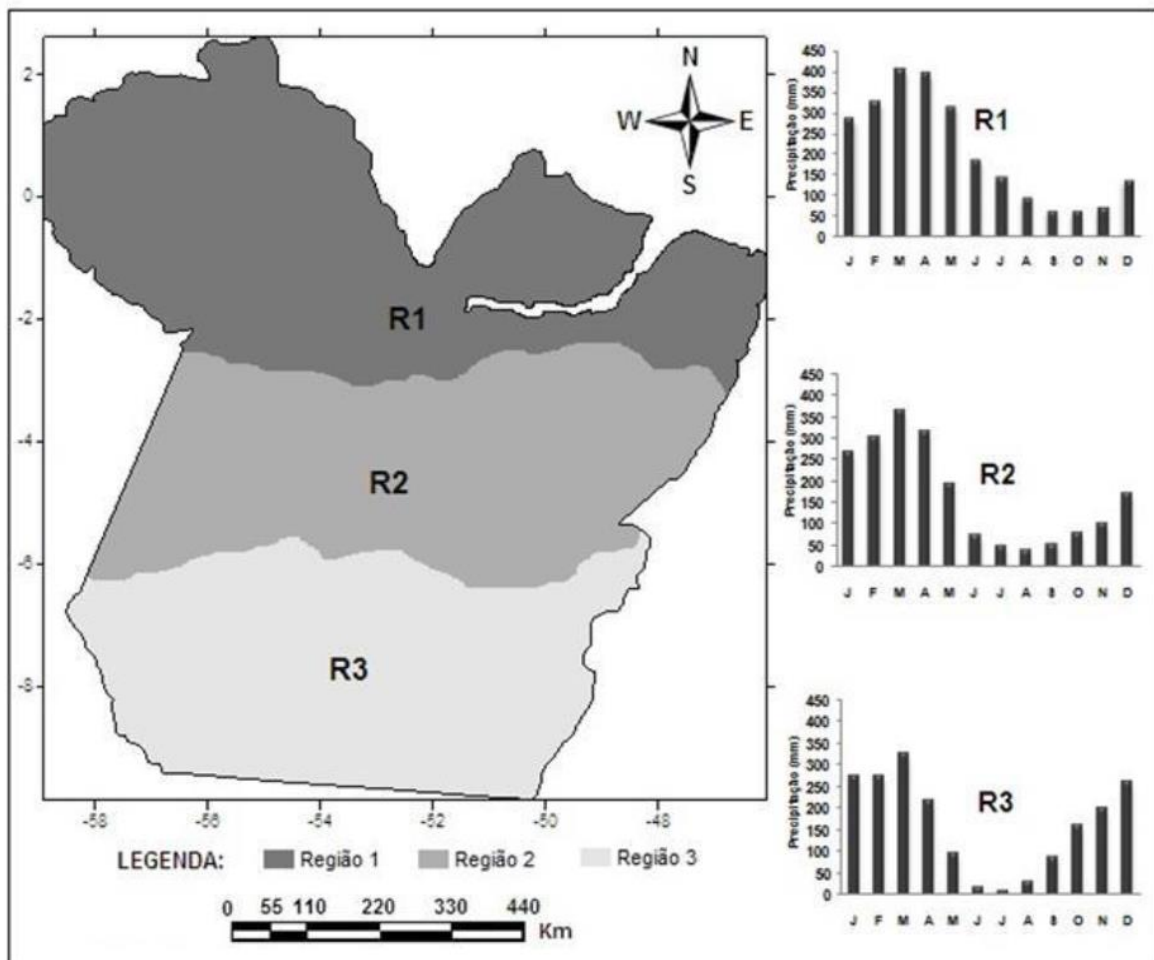 2
0
-2
-4
-6
-8
-58
-56
-54
-52
-50
-48
N
W
E
S
R1
R2
R3
LEGENDA:
Região 1
Região 2
Região 3
0 55 110 220 330 440
Km
Precipitação (mm)
450
400
350
300
250
200
150
100
50
0
R1
J F M A M J J A S O N D
Precipitação (mm)
450
400
350
300
250
200
150
100
50
0
R2
J F M A M J J A S O N D
Precipitação (mm)
450
400
350
300
250
200
150
100
50
0
R3
J F M A M J J A S O N D